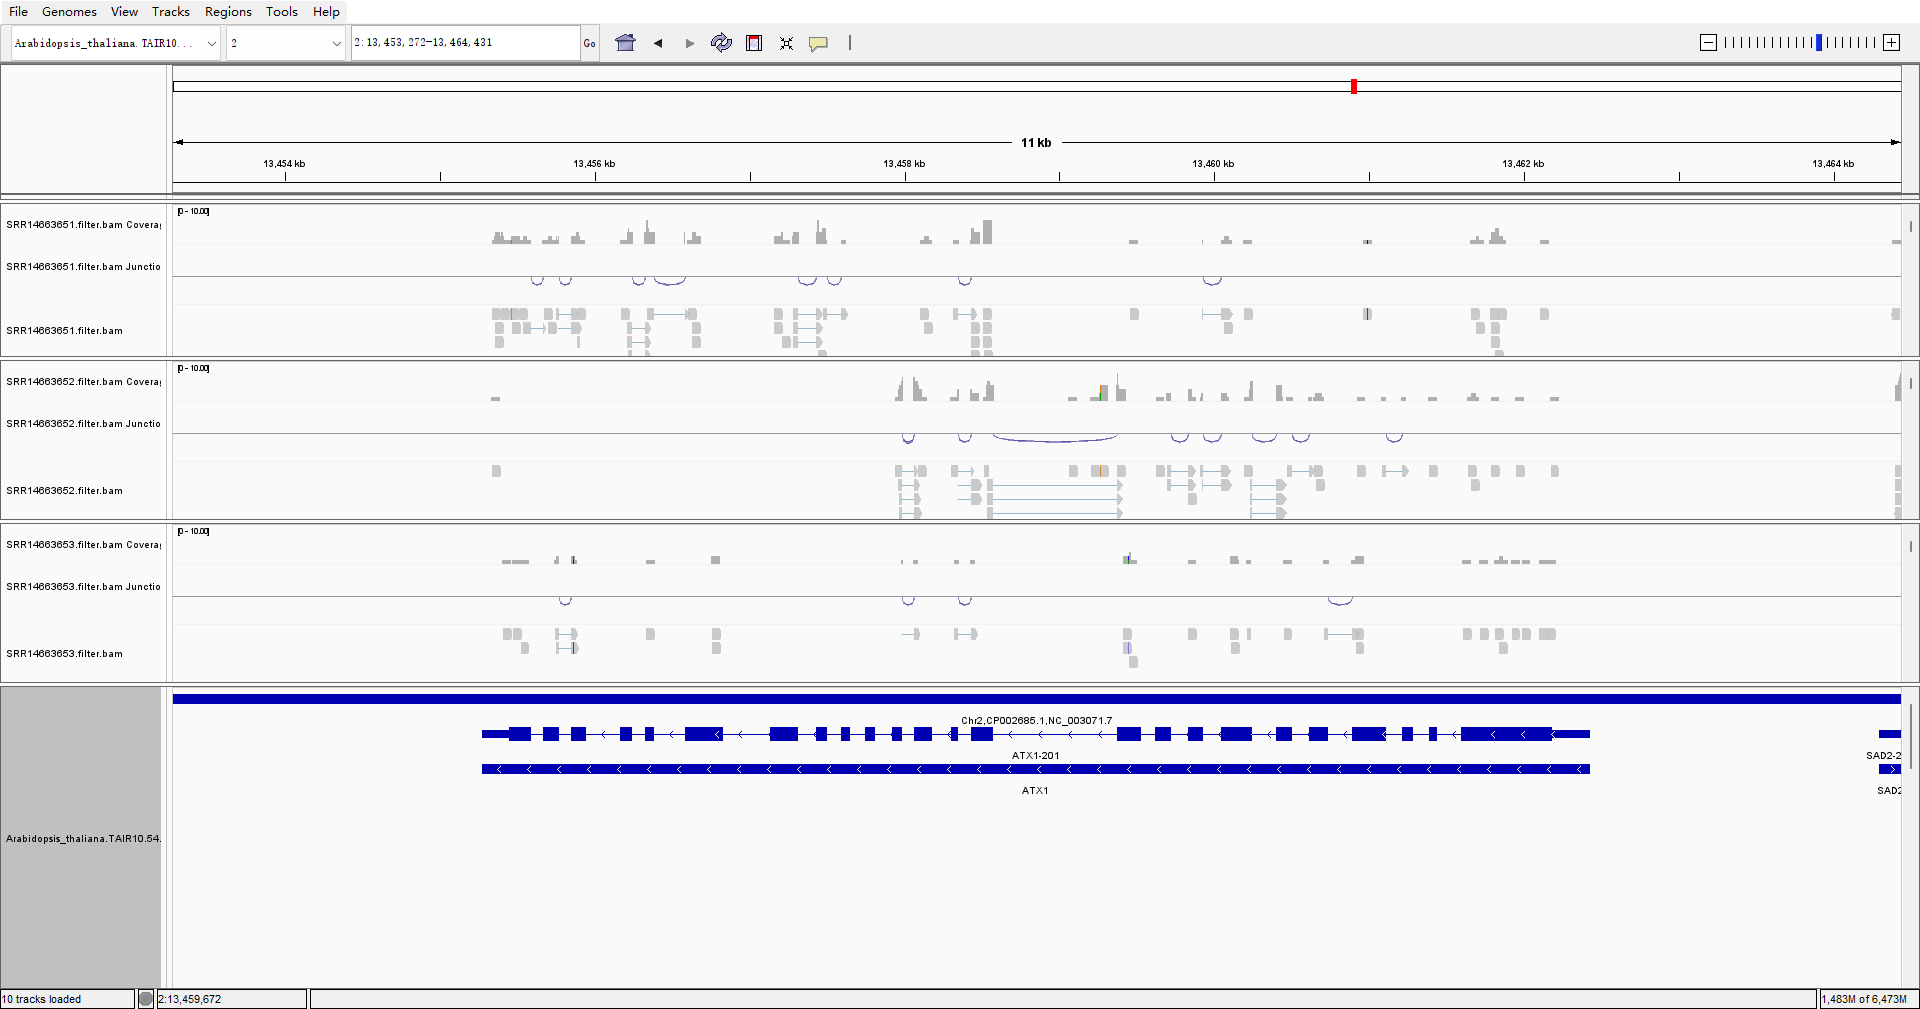 File Genomes View Tracks Regions Tools Help
Arabidopsis_thaliana.TAIR10... 2 2:13,453,272-13,464,431 Go
11 kb
13,454 kb 13,456 kb 13,458 kb 13,460 kb 13,462 kb 13,464 kb
[0 - 10.00]
SRR14663651.filter.bam Covera
SRR14663651.filter.bam Junctio
SRR14663651.filter.bam
[0 - 10.00]
SRR14663652.filter.bam Covera
SRR14663652.filter.bam Junctio
SRR14663652.filter.bam
[0 - 10.00]
SRR14663653.filter.bam Covera
SRR14663653.filter.bam Junctio
SRR14663653.filter.bam
Chr2,CP002685.1,NC_003071.7
ATX1-201 SAD2-2
ATX1 SAD2
Arabidopsis_thaliana.TAIR10.54.
10 tracks loaded 2:13,459,672 1,483M of 6,473M